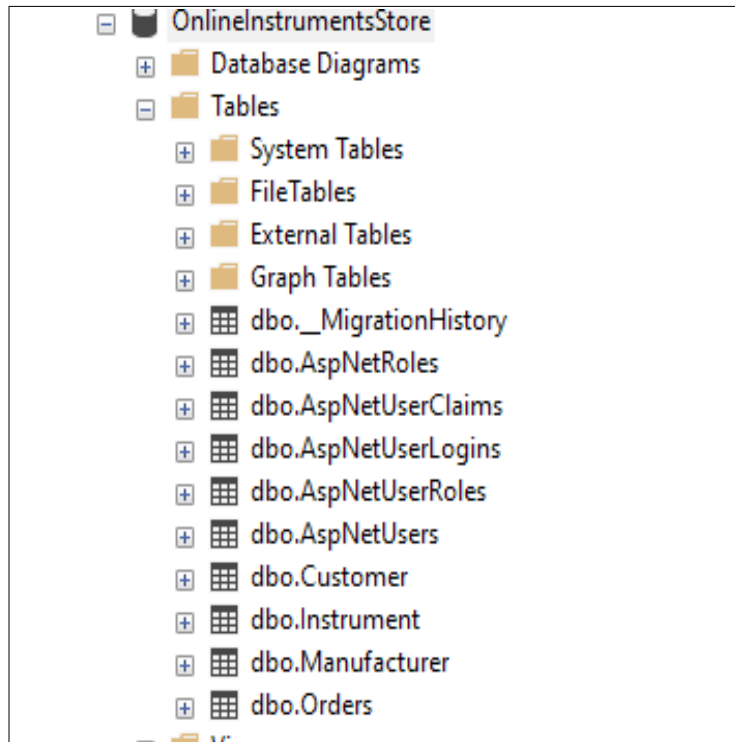 OnlineInstrumentsStore
Database Diagrams
Tables
System Tables
FileTables
External Tables
Graph Tables
dbo.__MigrationHistory
dbo.AspNetRoles
dbo.AspNetUserClaims
dbo.AspNetUserLogins
dbo.AspNetUserRoles
dbo.AspNetUsers
dbo.Customer
dbo.Instrument
dbo.Manufacturer
dbo.Orders